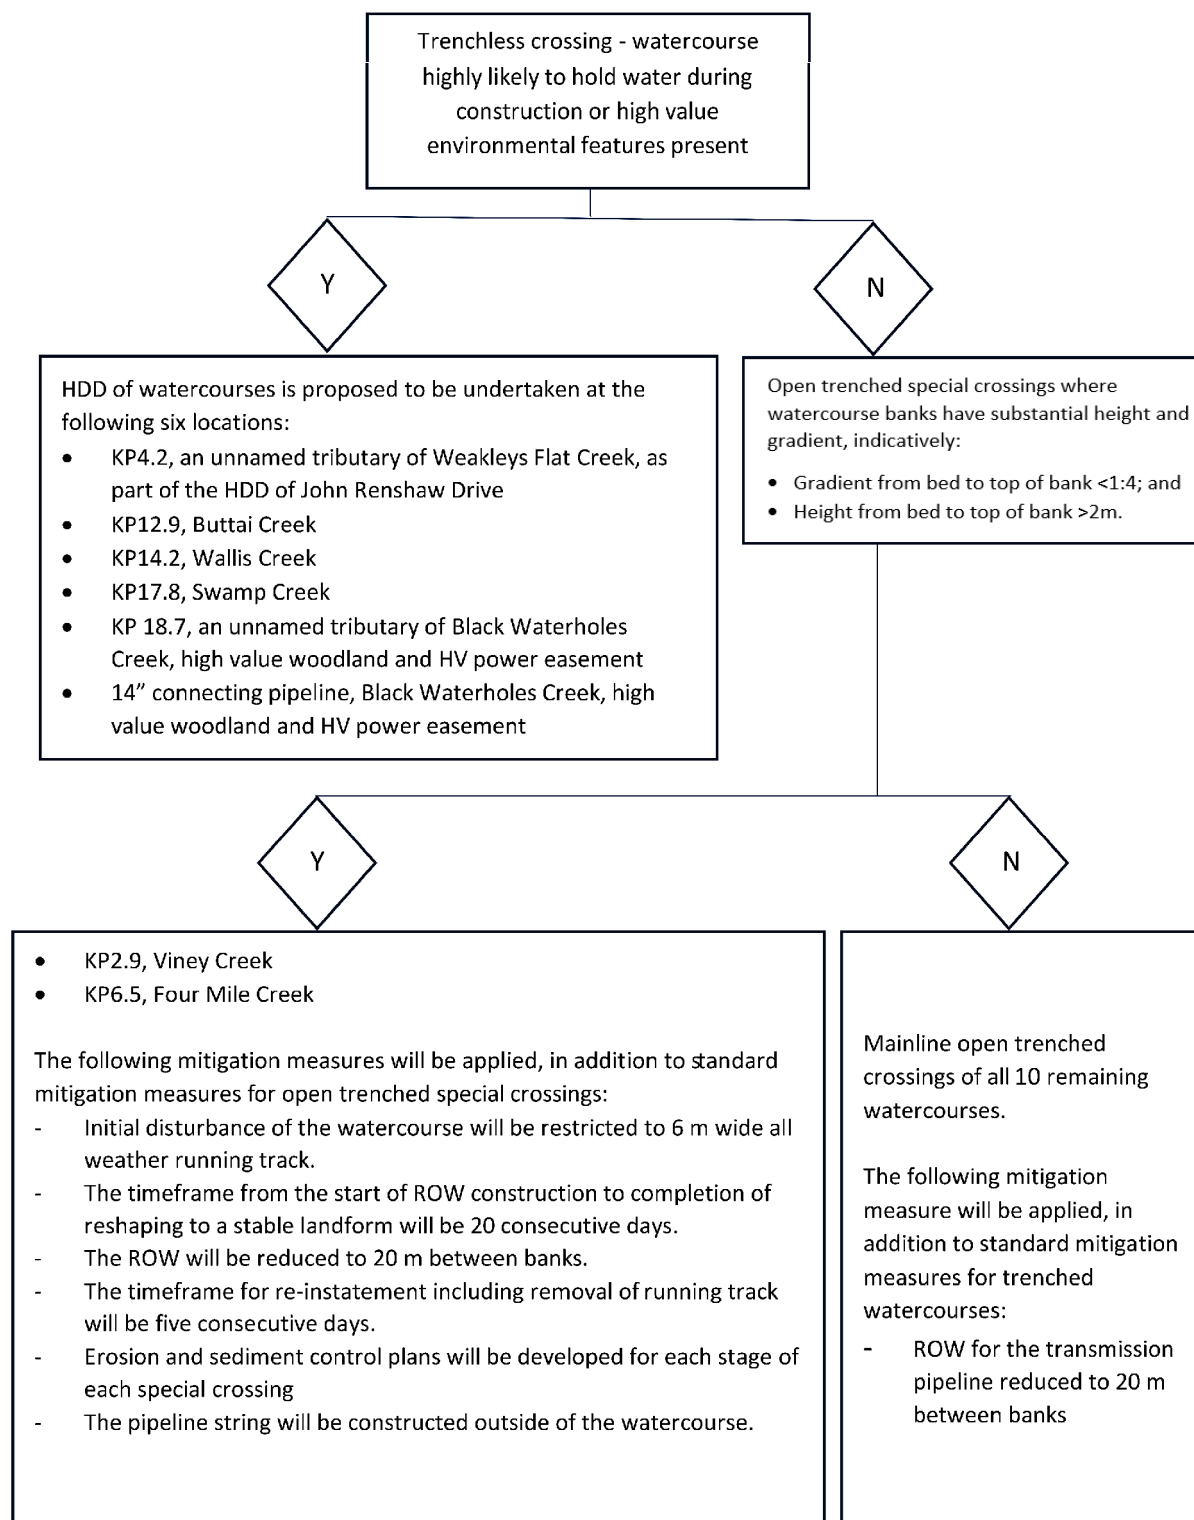 Trenchless crossing - watercourse
highly likely to hold water during
construction or high value
environmental features present
Y
N
HDD of watercourses is proposed to be undertaken at the
following six locations:
• KP4.2, an unnamed tributary of Weakleys Flat Creek, as
part of the HDD of John Renshaw Drive
• KP12.9, Buttai Creek
• KP14.2, Wallis Creek
• KP17.8, Swamp Creek
• KP 18.7, an unnamed tributary of Black Waterholes
Creek, high value woodland and HV power easement
• 14” connecting pipeline, Black Waterholes Creek, high
value woodland and HV power easement
Open trenched special crossings where
watercourse banks have substantial height and
gradient, indicatively:
• Gradient from bed to top of bank <1:4; and
• Height from bed to top of bank >2m.
Y
N
• KP2.9, Viney Creek
• KP6.5, Four Mile Creek
The following mitigation measures will be applied, in addition to standard
mitigation measures for open trenched special crossings:
- Initial disturbance of the watercourse will be restricted to 6 m wide all
weather running track.
- The timeframe from the start of ROW construction to completion of
reshaping to a stable landform will be 20 consecutive days.
- The ROW will be reduced to 20 m between banks.
- The timeframe for re-instatement including removal of running track
will be five consecutive days.
- Erosion and sediment control plans will be developed for each stage of
each special crossing
- The pipeline string will be constructed outside of the watercourse.
Mainline open trenched
crossings of all 10 remaining
watercourses.
The following mitigation
measure will be applied, in
addition to standard mitigation
measures for trenched
watercourses:
- ROW for the transmission
pipeline reduced to 20 m
between banks